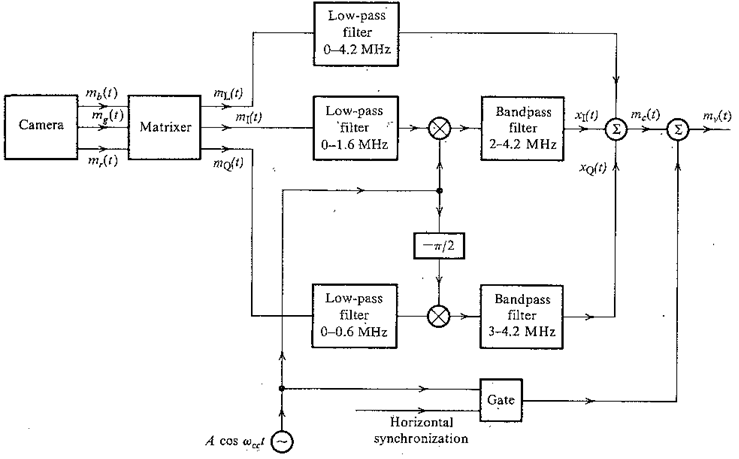 Low-pass
filter
0–4.2 MHz
m_b(t)
m_g(t)
m_r(t)
Camera
Matrixer
m_L(t)
m_I(t)
m_Q(t)
Low-pass
filter
0–1.6 MHz
Bandpass
filter
2–4.2 MHz
x_I(t)
Σ
m_c(t)
Σ
m_v(t)
x_Q(t)
−π/2
Low-pass
filter
0–0.6 MHz
Bandpass
filter
3–4.2 MHz
Gate
Horizontal
synchronization
A cos ω_cc t